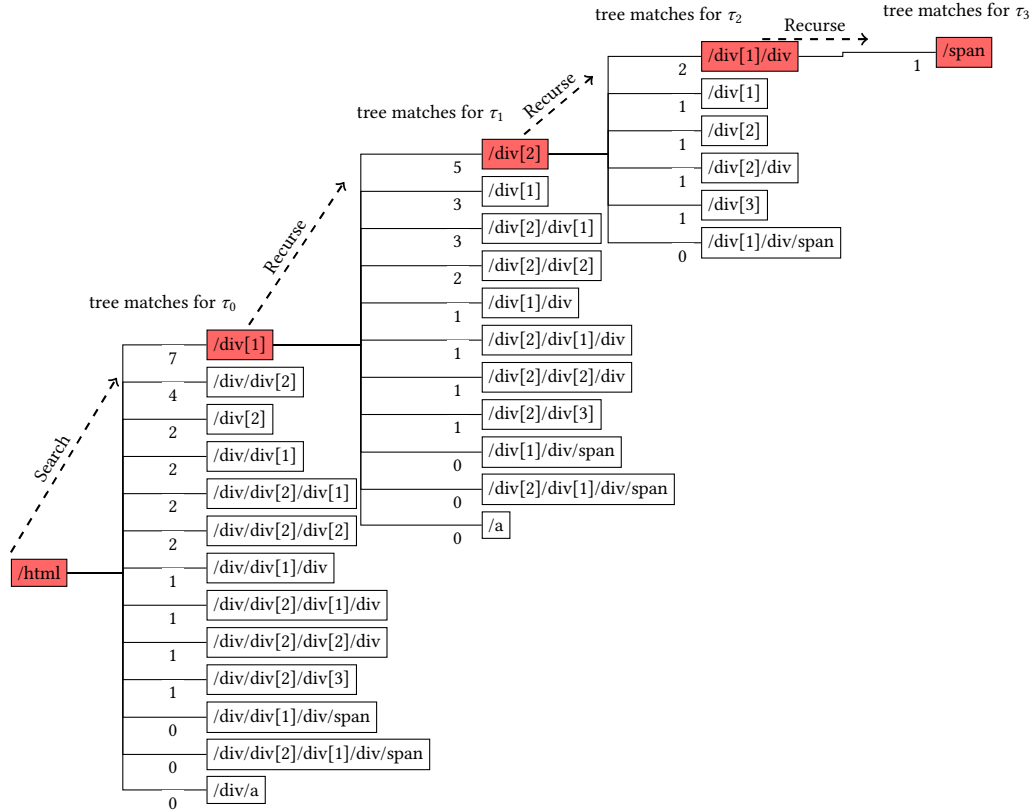 tree matches for τ3
tree matches for τ2
Recurse
/div[1]/div
/span
2
1
/div[1]
1
/div[2]
1
/div[2]/div
1
/div[3]
1
/div[1]/div/span
0
Recurse
tree matches for τ1
/div[2]
5
/div[1]
3
/div[2]/div[1]
3
/div[2]/div[2]
2
/div[1]/div
1
/div[2]/div[1]/div
1
/div[2]/div[2]/div
1
/div[2]/div[3]
1
/div[1]/div/span
0
/div[2]/div[1]/div/span
0
/a
0
Recurse
tree matches for τ0
/div[1]
7
/div/div[2]
4
/div[2]
2
/div/div[1]
2
/div/div[2]/div[1]
2
/div/div[2]/div[2]
2
/div/div[1]/div
1
/div/div[2]/div[1]/div
1
/div/div[2]/div[2]/div
1
/div/div[2]/div[3]
1
/div/div[1]/div/span
0
/div/div[2]/div[1]/div/span
0
/div/a
0
Search
/html